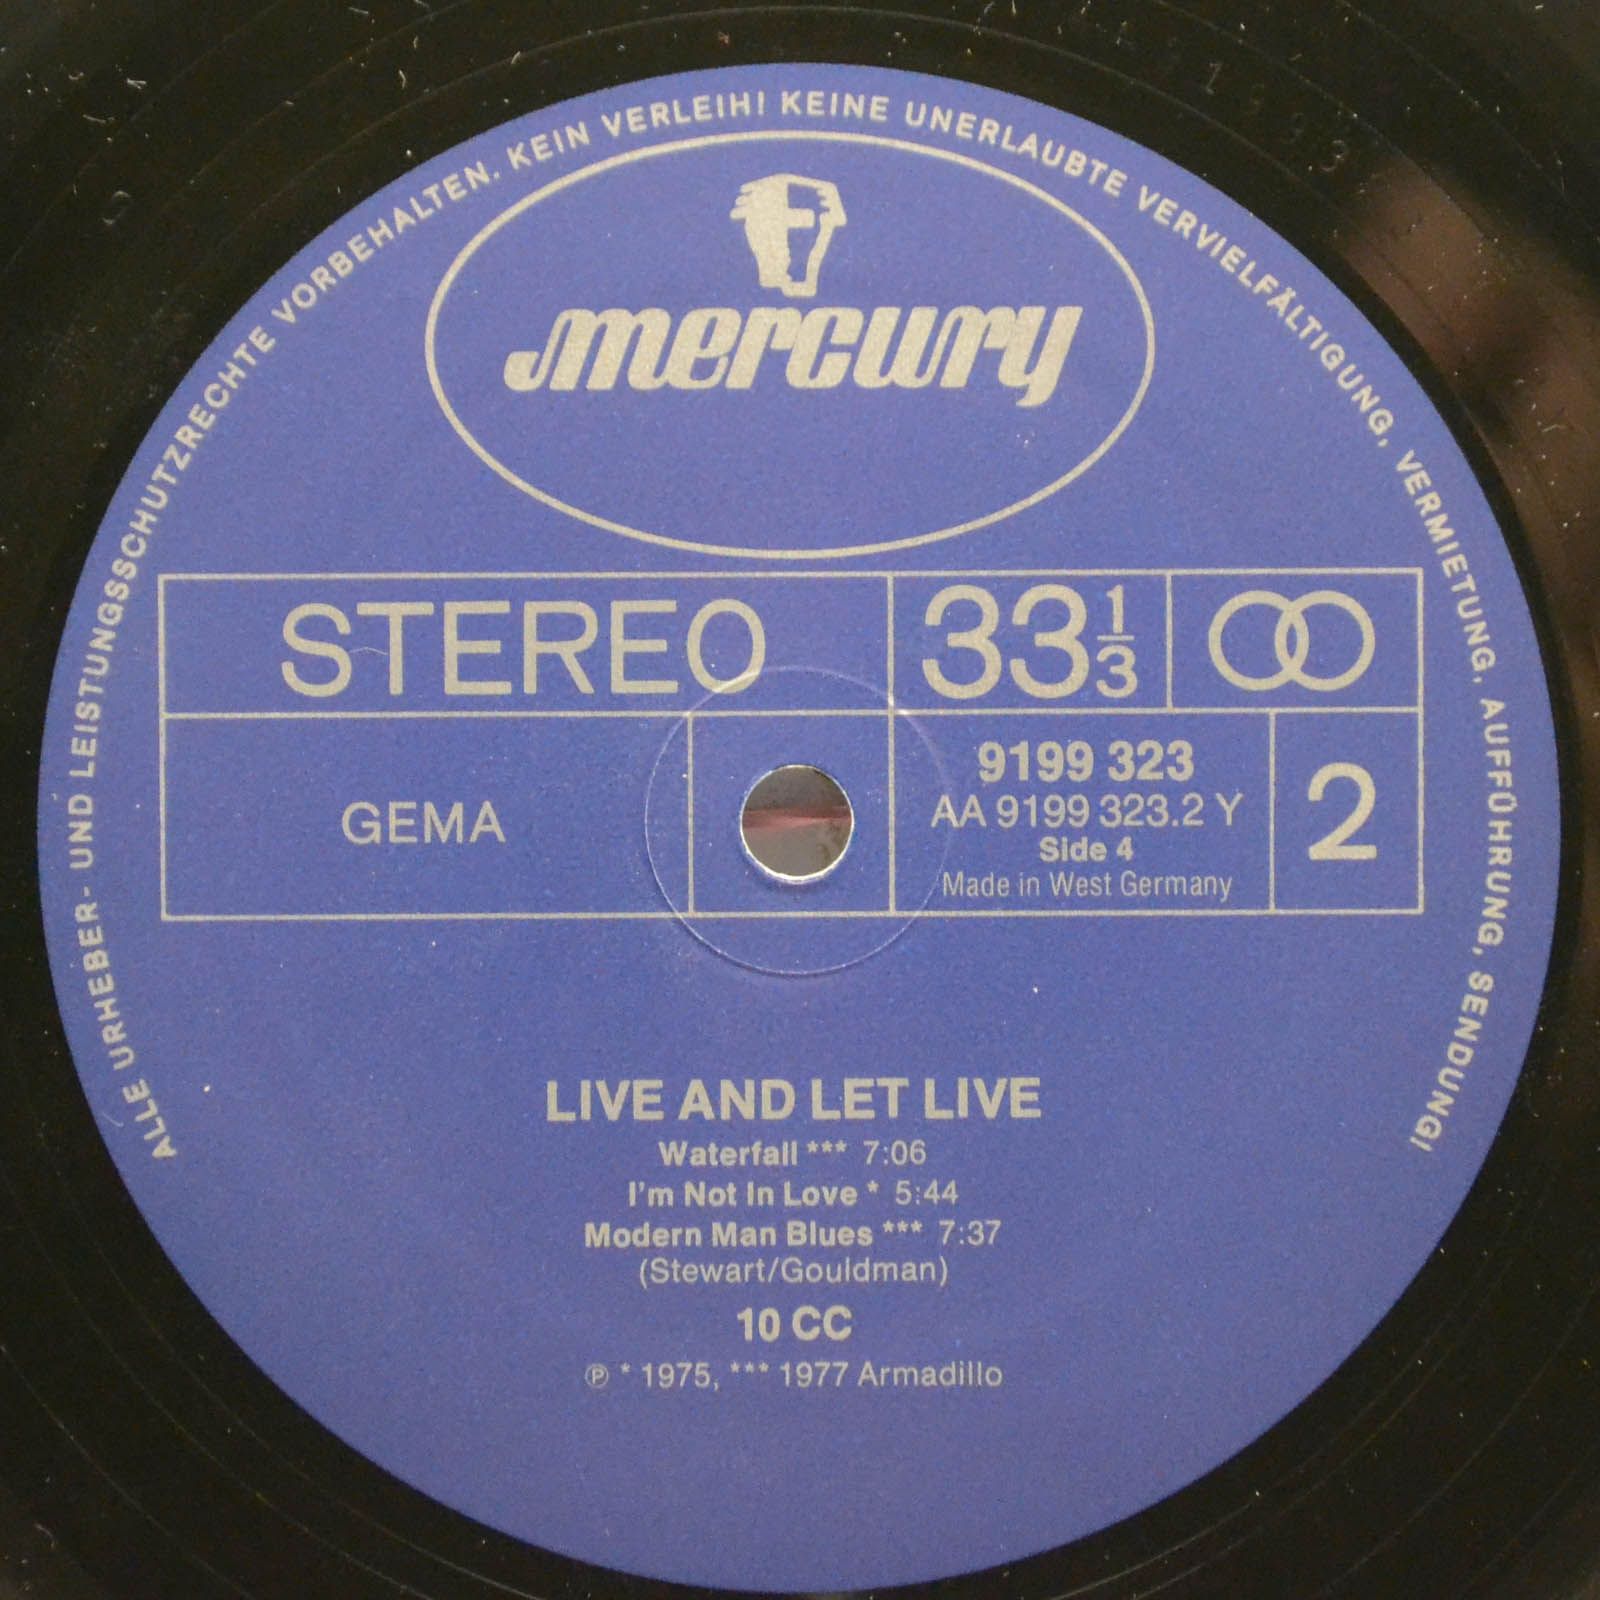 ALLE URHEBER- UND LEISTUNGSSCHUTZRECHTE VORBEHALTEN. KEIN VERLEIH! KEINE UNERLAUBTE VERVIELFÄLTIGUNG, VERMIETUNG, AUFFÜHRUNG, SENDUNG!
mercury
STEREO 33 1/3
GEMA
9199 323
AA 9199 323.2 Y
Side 4
Made in West Germany
2
LIVE AND LET LIVE
Waterfall *** 7:06
I'm Not In Love * 5:44
Modern Man Blues *** 7:37
(Stewart/Gouldman)
10 CC
℗ * 1975, *** 1977 Armadillo